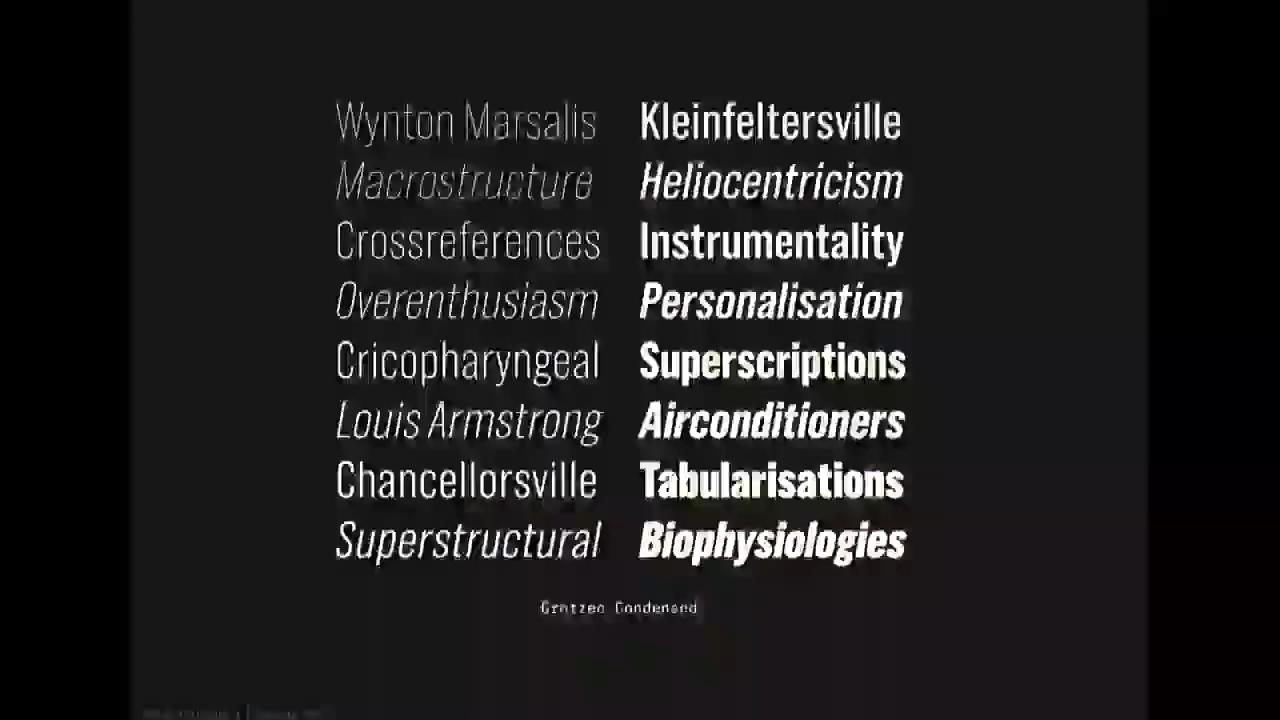 Wynton Marsalis
Macrostructure
Crossreferences
Overenthusiasm
Cricopharyngeal
Louis Armstrong
Chancellorsville
Superstructural
Kleinfeltersville
Heliocentricism
Instrumentality
Personalisation
Superscriptions
Airconditioners
Tabularisations
Biophysiologies
Condensed